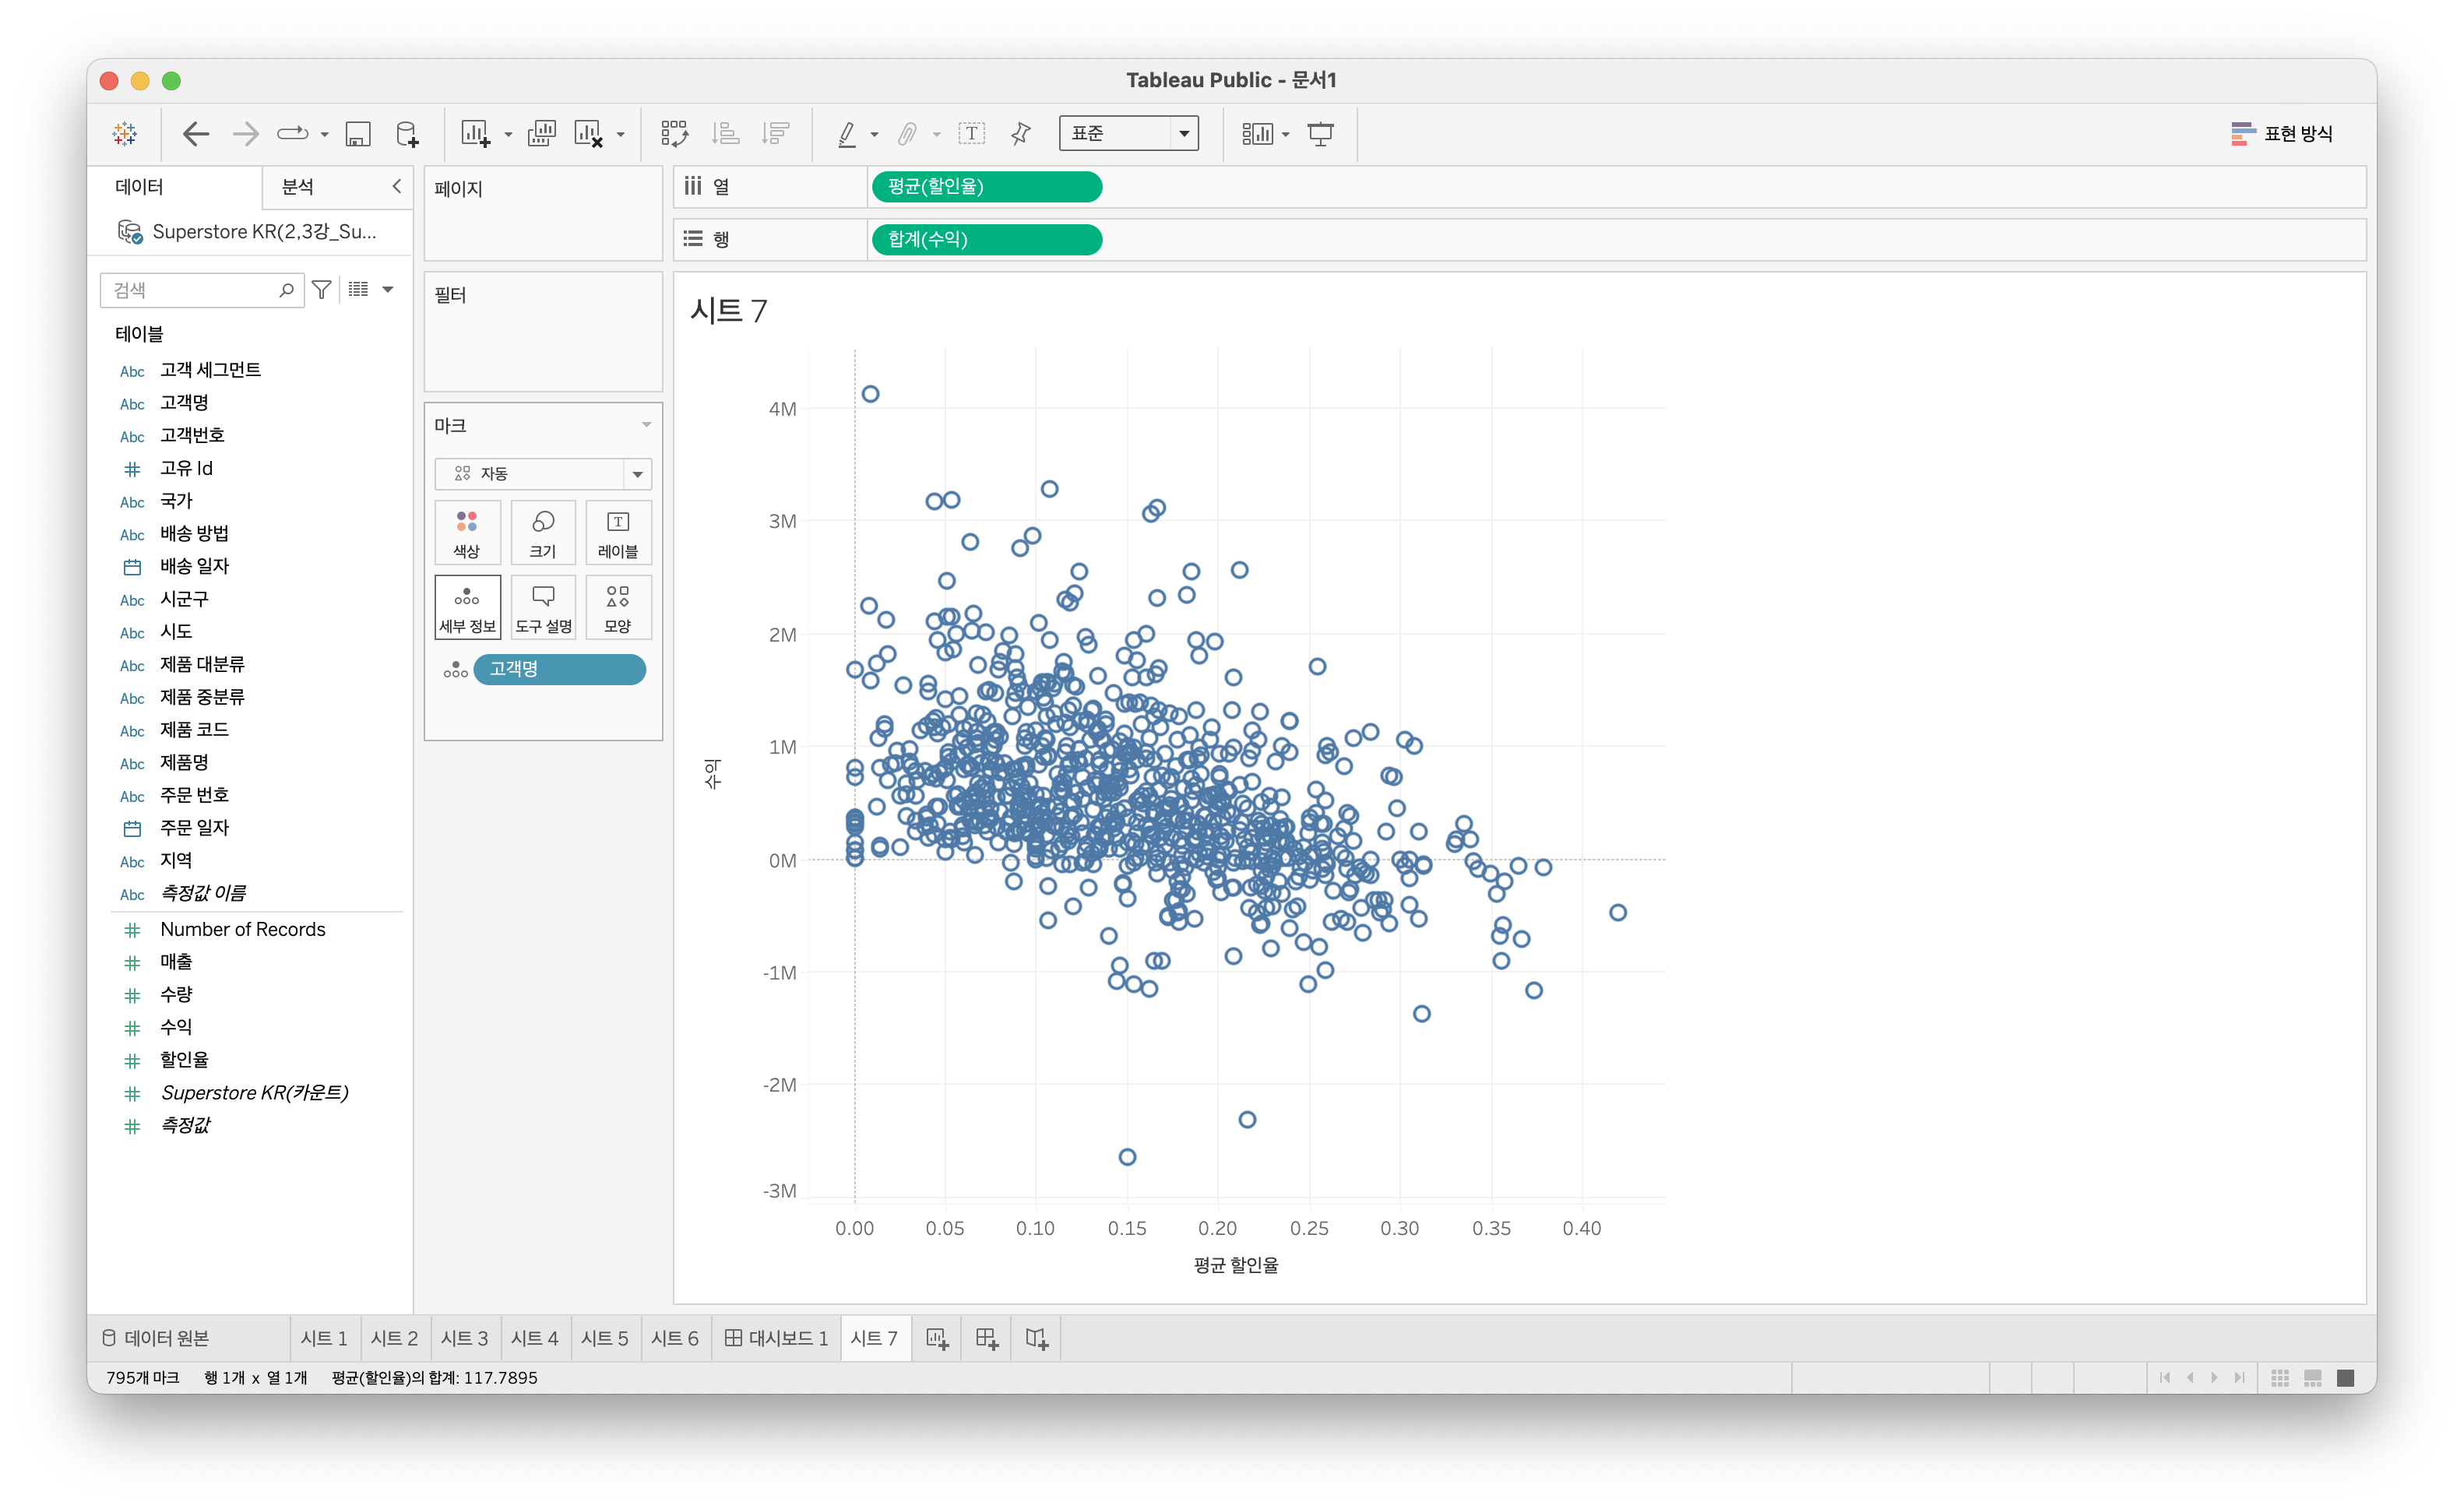 Tableau Public - 문서1
표준
표현 방식
데이터
분석
Superstore KR(2,3강_Su...
검색
테이블
Abc 고객 세그먼트
Abc 고객명
Abc 고객번호
고유 Id
Abc 국가
Abc 배송 방법
배송 일자
Abc 시군구
Abc 시도
Abc 제품 대분류
Abc 제품 중분류
Abc 제품 코드
Abc 제품명
Abc 주문 번호
주문 일자
Abc 지역
Abc 측정값 이름
Number of Records
매출
수량
수익
할인율
Superstore KR(카운트)
측정값
페이지
필터
마크
자동
색상 크기 레이블
세부 정보 도구 설명 모양
고객명
열 평균(할인율)
행 합계(수익)
시트 7
4M
3M
2M
1M
0M
-1M
-2M
-3M
수익
0.00 0.05 0.10 0.15 0.20 0.25 0.30 0.35 0.40
평균 할인율
데이터 원본 시트 1 시트 2 시트 3 시트 4 시트 5 시트 6 대시보드 1 시트 7
795개 마크 행 1개 x 열 1개 평균(할인율)의 합계: 117.7895